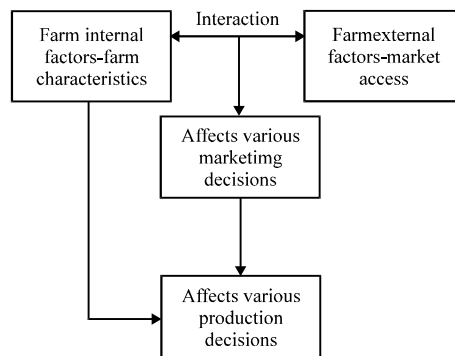 Interaction
Farm internal
factors-farm
characteristics
Farmexternal
factors-market
access
Affects various
marketimg
decisions
Affects various
production
decisions